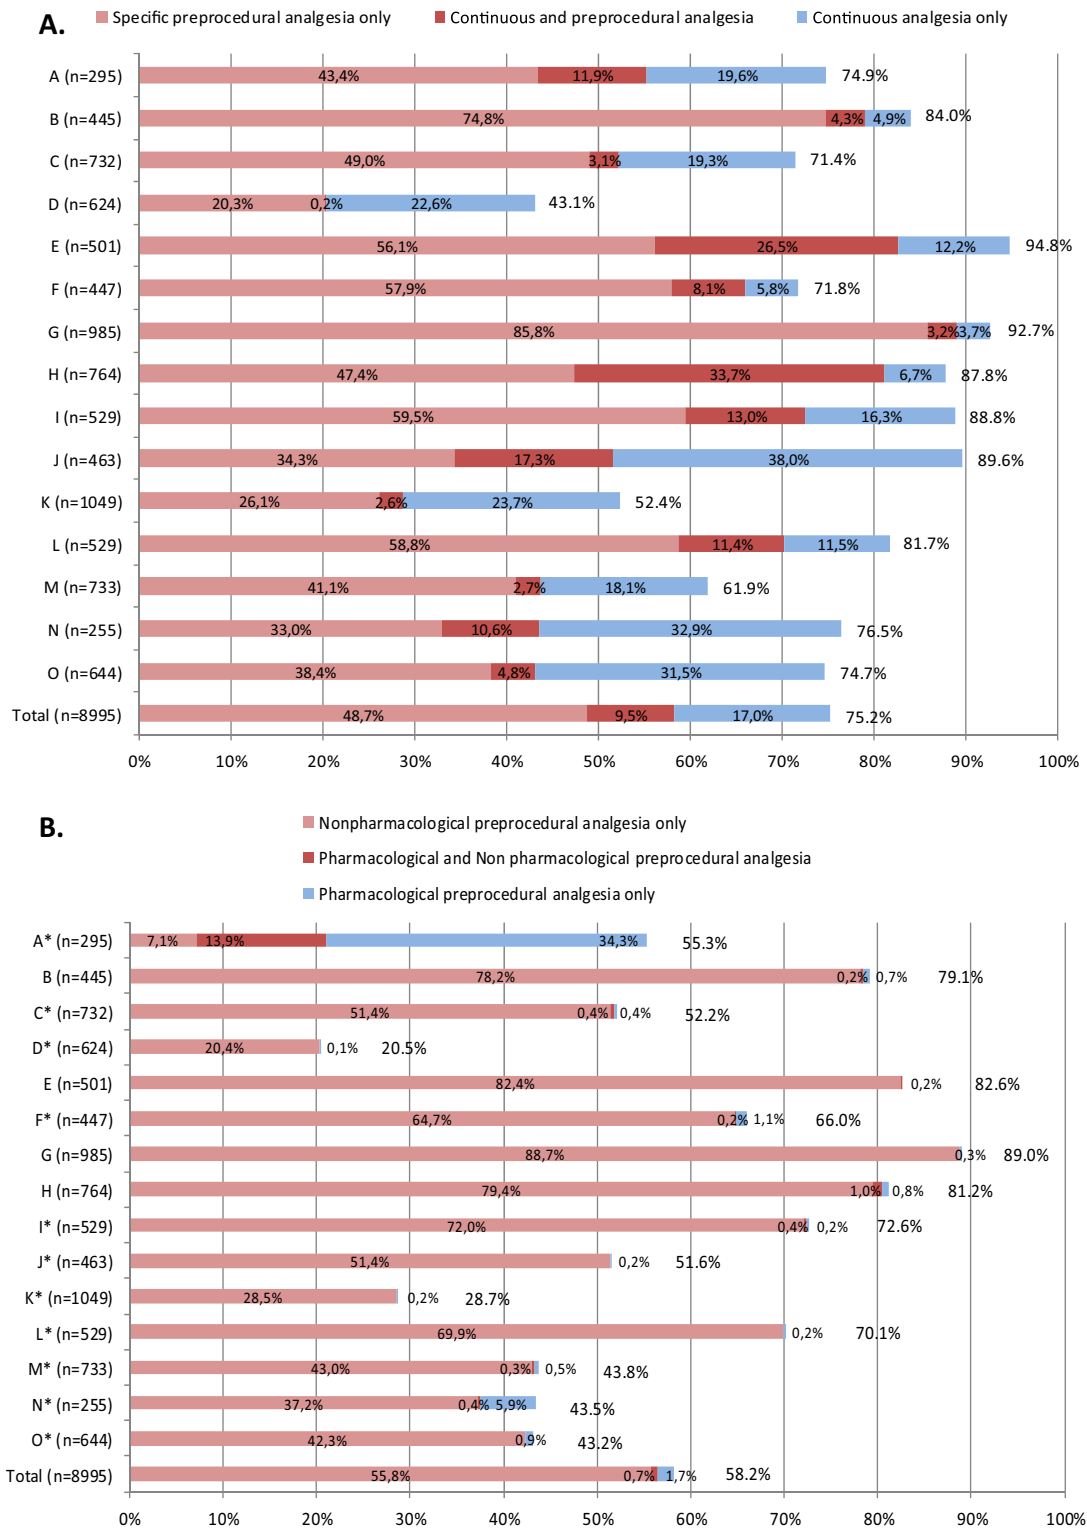 A.
Specific preprocedural analgesia only Continuous and preprocedural analgesia Continuous analgesia only
A (n=295) 43,4% 11,9% 19,6% 74.9%
B (n=445) 74,8% 4,3% 4,9% 84.0%
C (n=732) 49,0% 3,1% 19,3% 71.4%
D (n=624) 20,3% 0,2% 22,6% 43.1%
E (n=501) 56,1% 26,5% 12,2% 94.8%
F (n=447) 57,9% 8,1% 5,8% 71.8%
G (n=985) 85,8% 3,2% 3,7% 92.7%
H (n=764) 47,4% 33,7% 6,7% 87.8%
I (n=529) 59,5% 13,0% 16,3% 88.8%
J (n=463) 34,3% 17,3% 38,0% 89.6%
K (n=1049) 26,1% 2,6% 23,7% 52.4%
L (n=529) 58,8% 11,4% 11,5% 81.7%
M (n=733) 41,1% 2,7% 18,1% 61.9%
N (n=255) 33,0% 10,6% 32,9% 76.5%
O (n=644) 38,4% 4,8% 31,5% 74.7%
Total (n=8995) 48,7% 9,5% 17,0% 75.2%
0% 10% 20% 30% 40% 50% 60% 70% 80% 90% 100%
B.
Nonpharmacological preprocedural analgesia only
Pharmacological and Non pharmacological preprocedural analgesia
Pharmacological preprocedural analgesia only
A* (n=295) 7,1% 13,9% 34,3% 55.3%
B (n=445) 78,2% 0,2% 0,7% 79.1%
C* (n=732) 51,4% 0,4% 0,4% 52.2%
D* (n=624) 20,4% 0,1% 20.5%
E (n=501) 82,4% 0,2% 82.6%
F* (n=447) 64,7% 0,2% 1,1% 66.0%
G (n=985) 88,7% 0,3% 89.0%
H (n=764) 79,4% 1,0% 0,8% 81.2%
I* (n=529) 72,0% 0,4% 0,2% 72.6%
J* (n=463) 51,4% 0,2% 51.6%
K* (n=1049) 28,5% 0,2% 28.7%
L* (n=529) 69,9% 0,2% 70.1%
M* (n=733) 43,0% 0,3% 0,5% 43.8%
N* (n=255) 37,2% 0,4% 5,9% 43.5%
O* (n=644) 42,3% 0,9% 43.2%
Total (n=8995) 55,8% 0,7% 1,7% 58.2%
0% 10% 20% 30% 40% 50% 60% 70% 80% 90% 100%